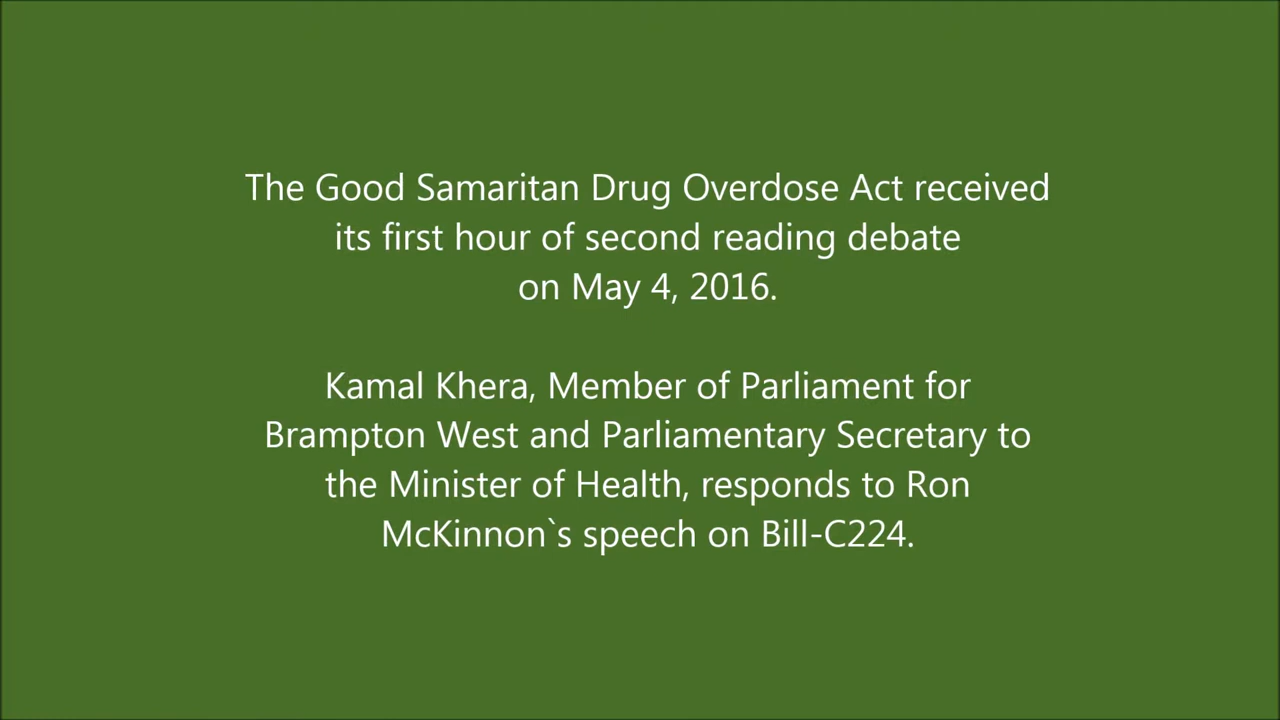 The Good Samaritan Drug Overdose Act received
its first hour of second reading debate
on May 4, 2016.
Kamal Khera, Member of Parliament for
Brampton West and Parliamentary Secretary to
the Minister of Health, responds to Ron
McKinnon`s speech on Bill-C224.